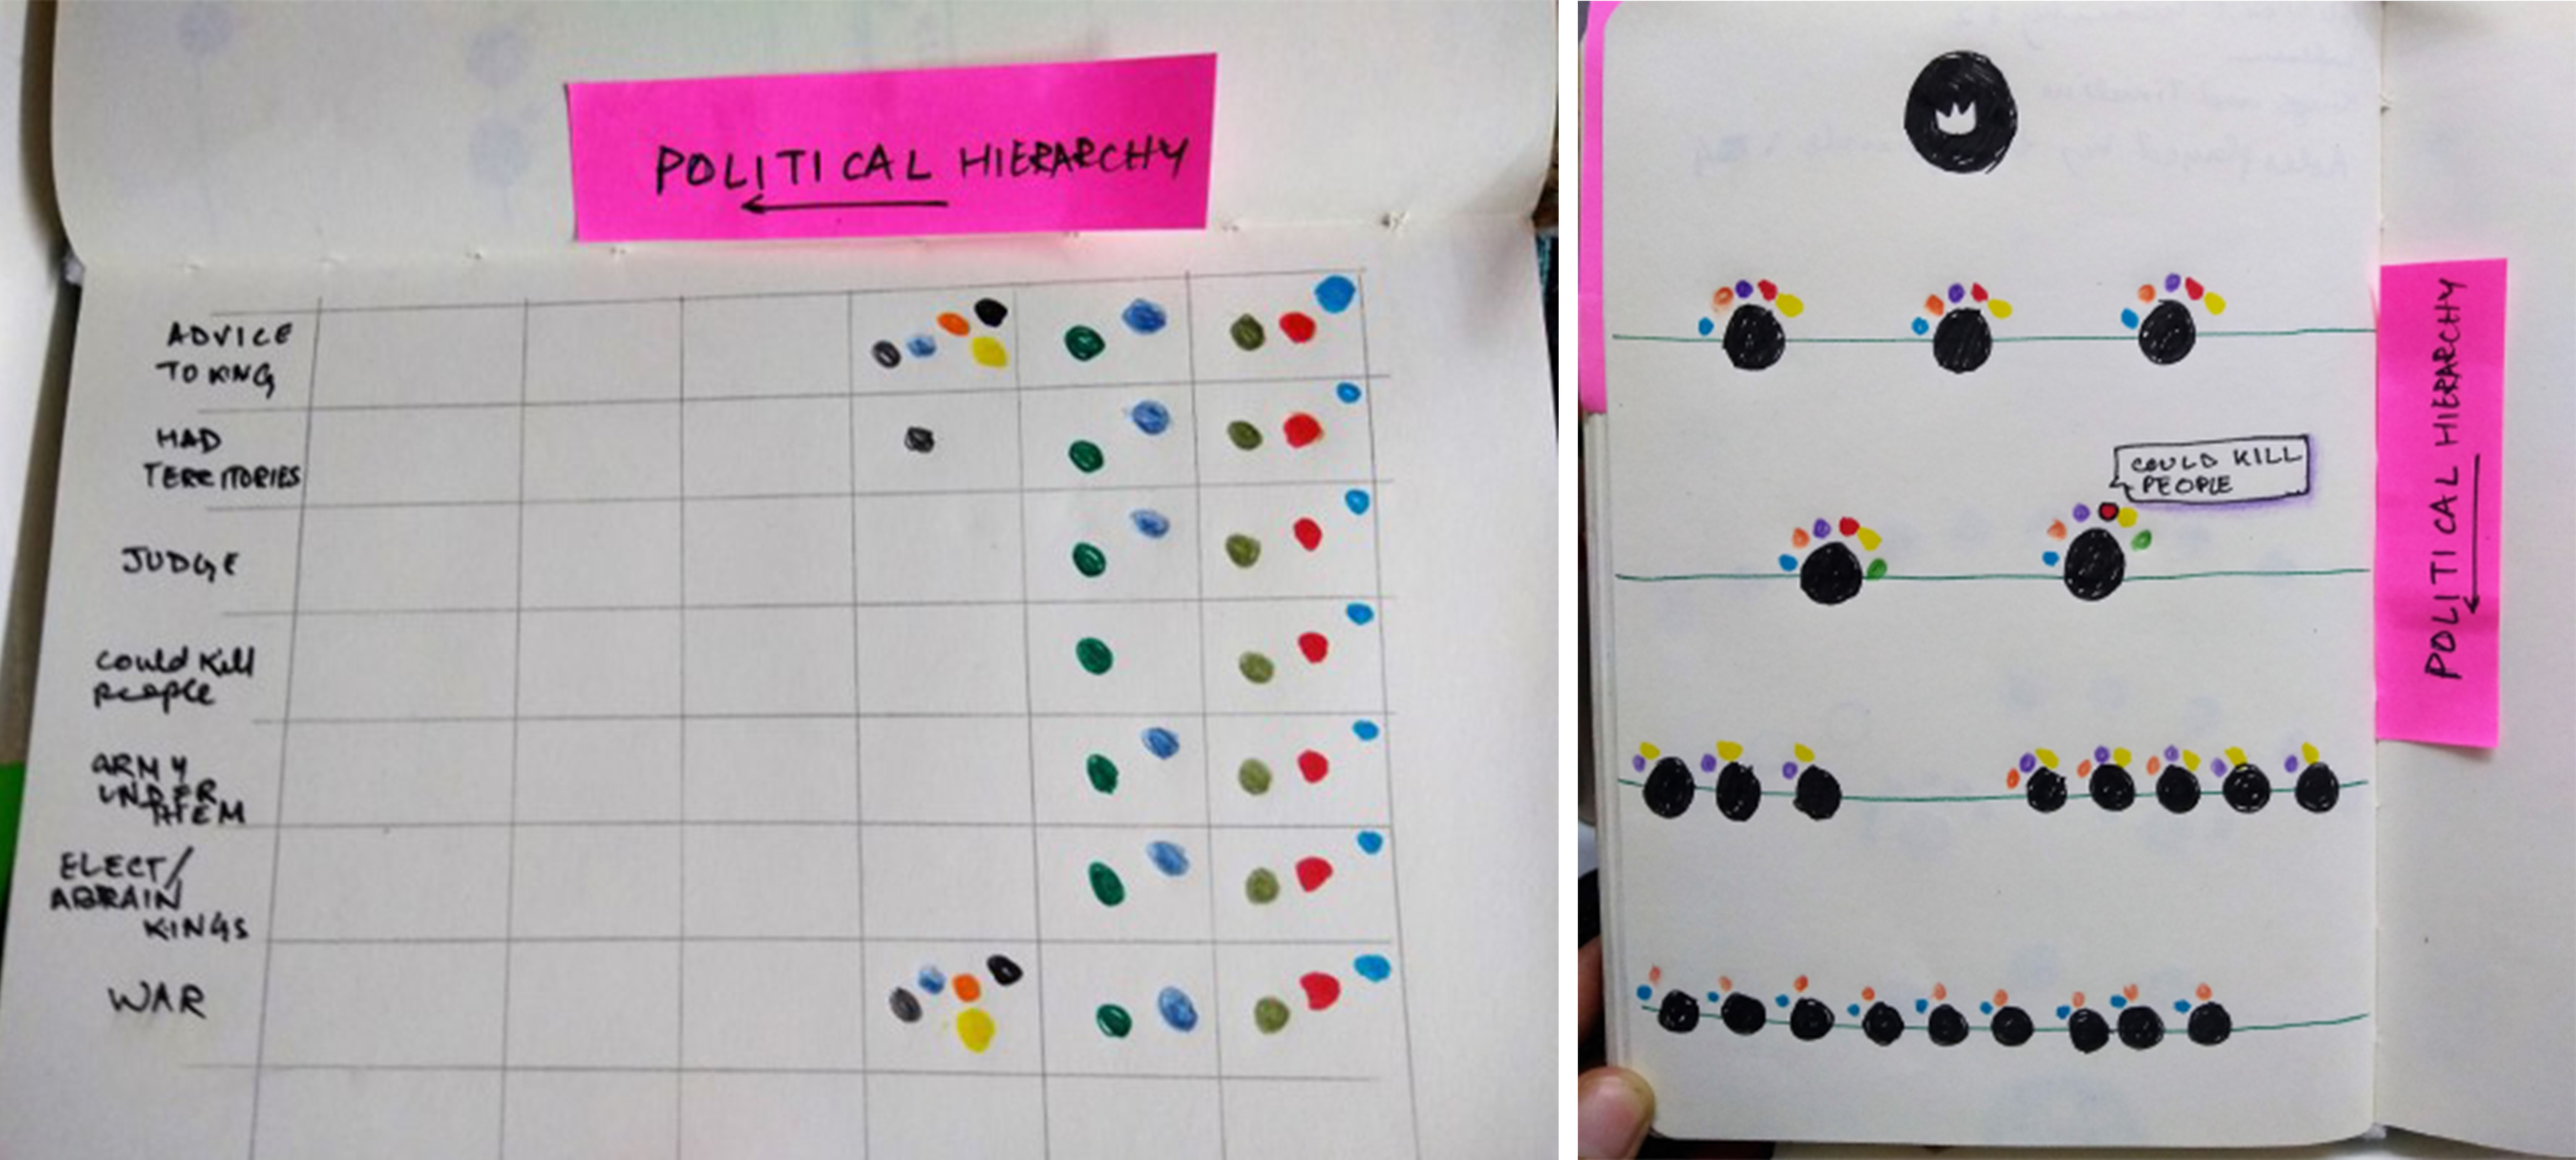 POLITICAL HIERARCHY
ADVICE
TO KING
HAD
TERRITORIES
JUDGE
Could Kill
people
ARMY
UNDER
THEM
ELECT/
ABRAIN
KINGS
WAR
COULD KILL
PEOPLE
POLITICAL HIERARCHY